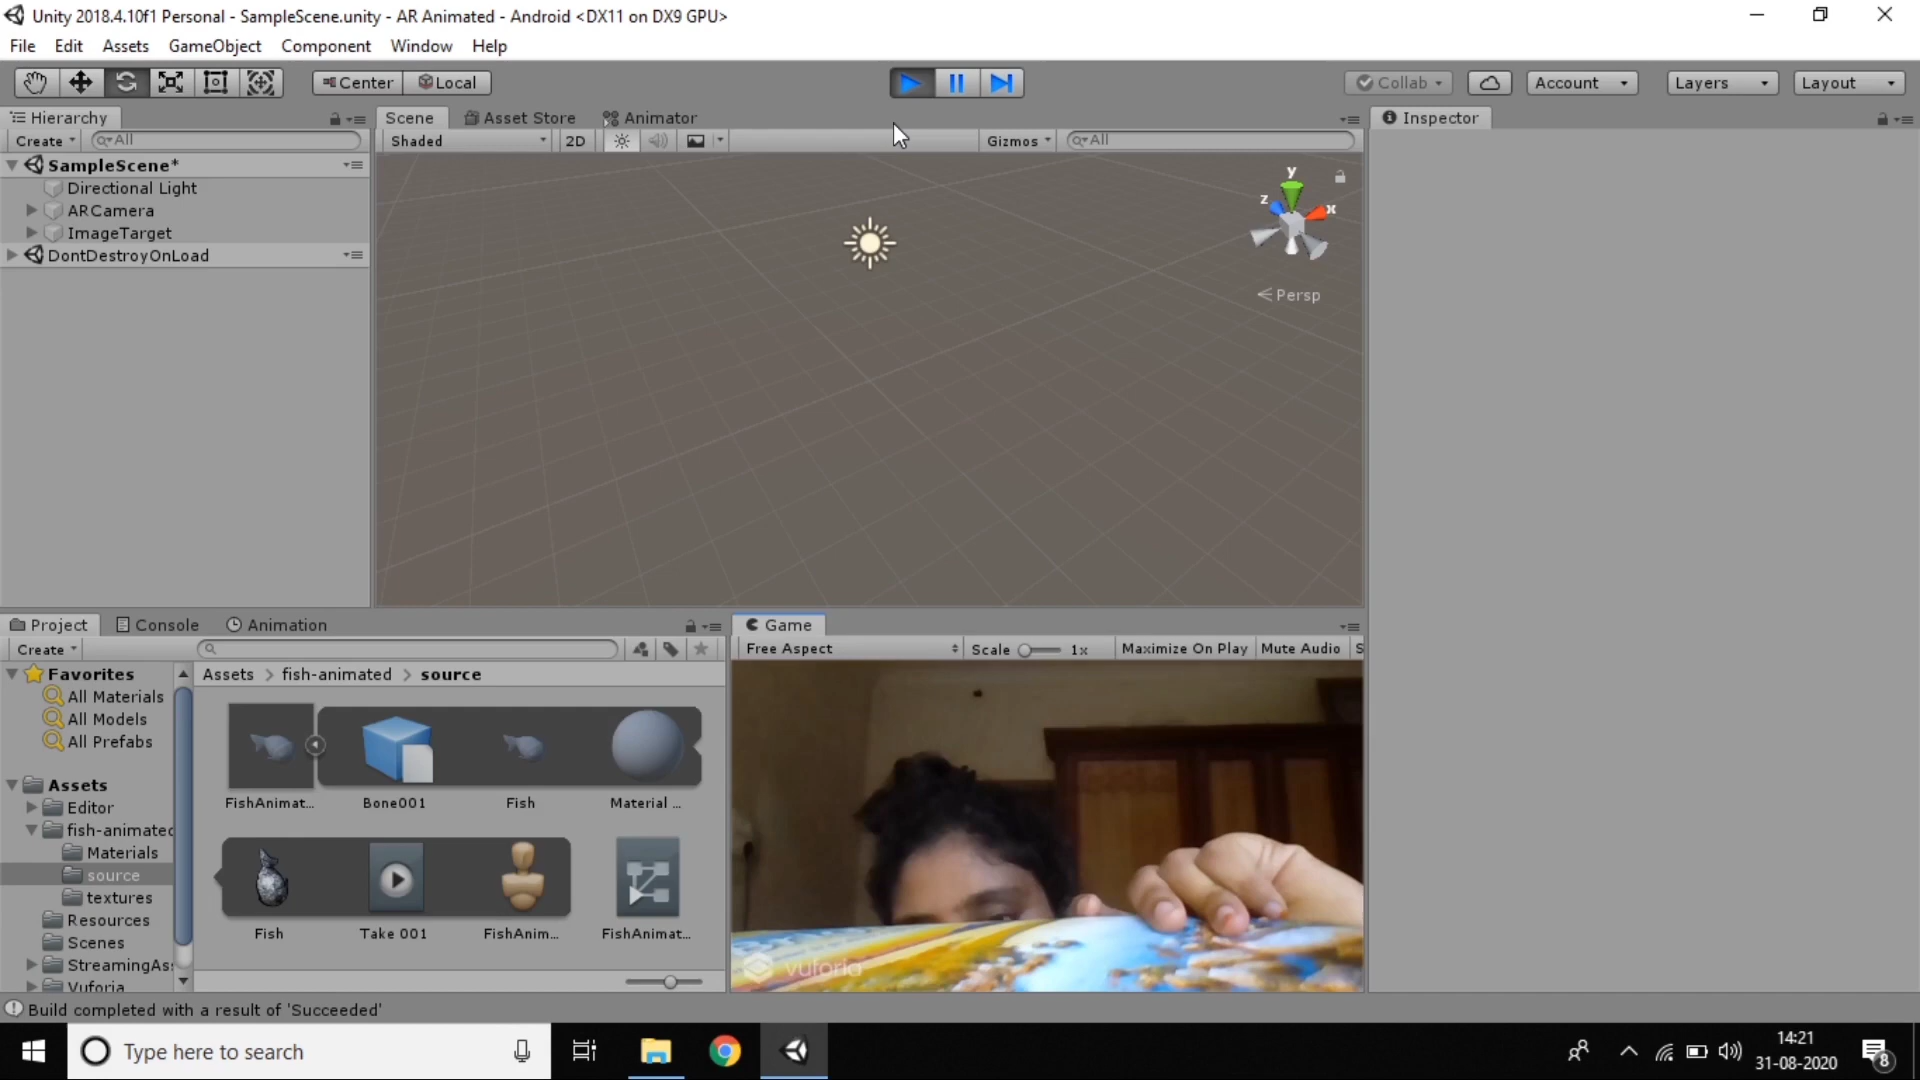 Unity 2018.4.10f1 Personal - SampleScene.unity - AR Animated - Android <DX11 on DX9 GPU>
File Edit Assets GameObject Component Window Help
Center Local Collab Account Layers Layout
Hierarchy
Create All
SampleScene*
Directional Light
ARCamera
ImageTarget
DontDestroyOnLoad
Scene Asset Store Animator
Shaded 2D Gizmos All
y
z x
Persp
Inspector
Project Console Animation
Create
Favorites
All Materials
All Models
All Prefabs
Assets
Editor
fish-animated
Materials
source
textures
Resources
Scenes
StreamingAss
Vuforia
Assets > fish-animated > source
FishAnimat... Bone001 Fish Material ...
Fish Take 001 FishAnim... FishAnimat...
Game
Free Aspect Scale 1x Maximize On Play Mute Audio S
vuforia
Build completed with a result of 'Succeeded'
Type here to search
14:21
31-08-2020
8